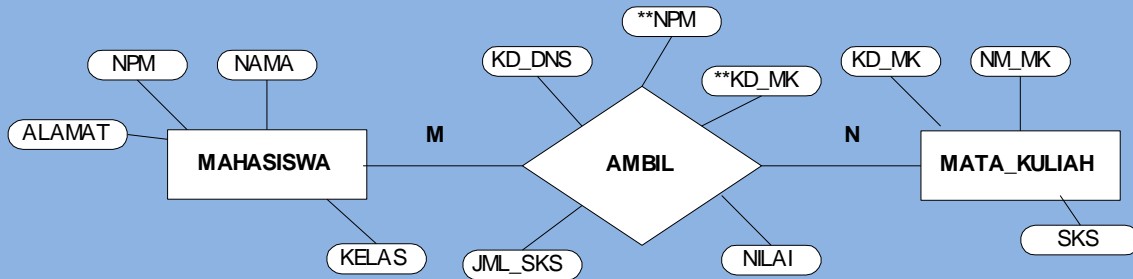 **NPM
KD_DNS
NPM
NAMA
KD_MK
NM_MK
**KD_MK
ALAMAT
M
N
MAHASISWA
AMBIL
MATA_KULIAH
KELAS
JML_SKS
NILAI
SKS